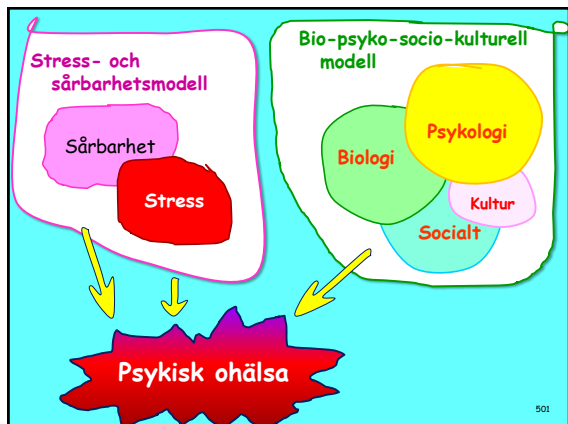 Stress- och
sårbarhetsmodell
Sårbarhet
Stress
Bio-psyko-socio-kulturell
modell
Psykologi
Biologi
Kultur
Socialt
Psykisk ohälsa
501